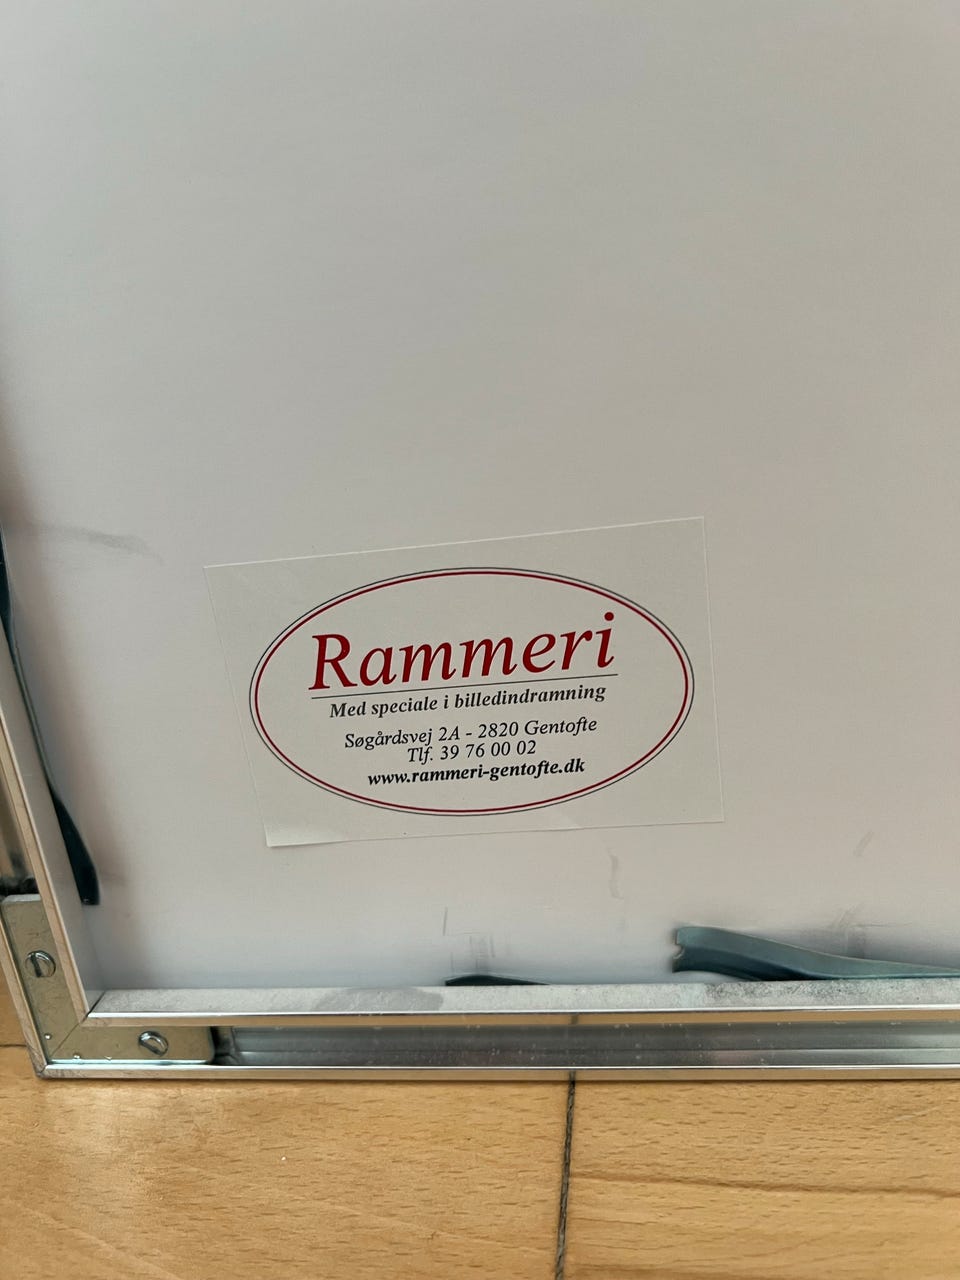 Rammeri
Med speciale i billedindramning
Søgårdsvej 2A - 2820 Gentofte
Tlf. 39 76 00 02
www.rammeri-gentofte.dk